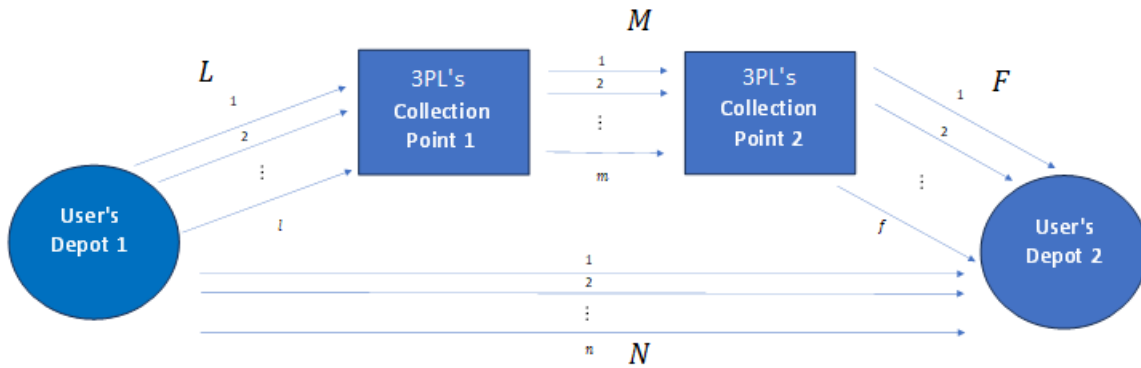 M
L
F
3PL's
Collection
Point 1
3PL's
Collection
Point 2
1
2
⋮
l
1
2
⋮
m
1
2
⋮
f
User's
Depot 1
User's
Depot 2
1
2
⋮
n
N